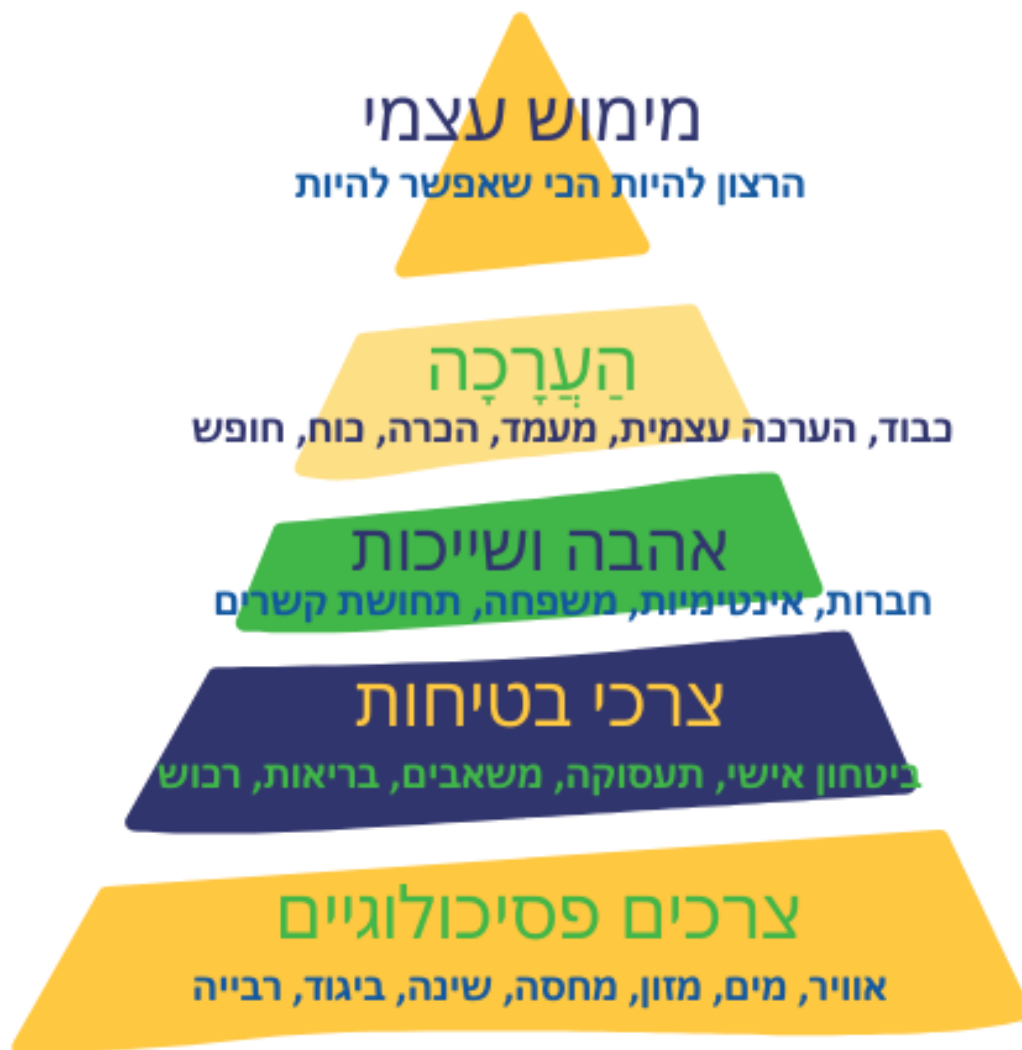 מימוש עצמי
הרצון להיות הכי שאפשר להיות
הַעֲרָכָה
כבוד, הערכה עצמית, מעמד, הכרה, כוח, חופש
אהבה ושייכות
חברות, אינטימיות, משפחה, תחושת קשרים
צרכי בטיחות
ביטחון אישי, תעסוקה, משאבים, בריאות, רכוש
צרכים פסיכולוגיים
אוויר, מים, מזון, מחסה, שינה, ביגוד, רבייה